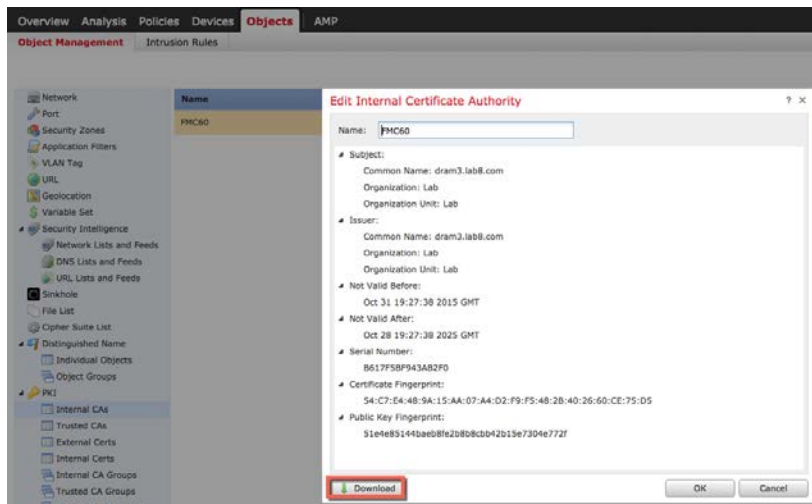 Overview Analysis Policies Devices Objects AMP
Object Management Intrusion Rules
Network
Port
Security Zones
Application Filters
VLAN Tag
URL
Geolocation
Variable Set
Security Intelligence
Network Lists and Feeds
DNS Lists and Feeds
URL Lists and Feeds
Sinkhole
File List
Cipher Suite List
Distinguished Name
Individual Objects
Object Groups
PKI
Internal CAs
Trusted CAs
External Certs
Internal Certs
Internal CA Groups
Trusted CA Groups
Name
FMC60
Edit Internal Certificate Authority ? ×
Name: FMC60
Subject:
Common Name: dram3.lab8.com
Organization: Lab
Organization Unit: Lab
Issuer:
Common Name: dram3.lab8.com
Organization: Lab
Organization Unit: Lab
Not Valid Before:
Oct 31 19:27:38 2015 GMT
Not Valid After:
Oct 28 19:27:38 2025 GMT
Serial Number:
B617F5BF943AB2F0
Certificate Fingerprint:
54:C7:E4:4B:9A:15:AA:07:A4:D2:F9:F5:48:2B:40:26:60:CE:75:D5
Public Key Fingerprint:
51e4e85144baeb8fe2b8b8cbb42b15e7304e772f
Download OK Cancel